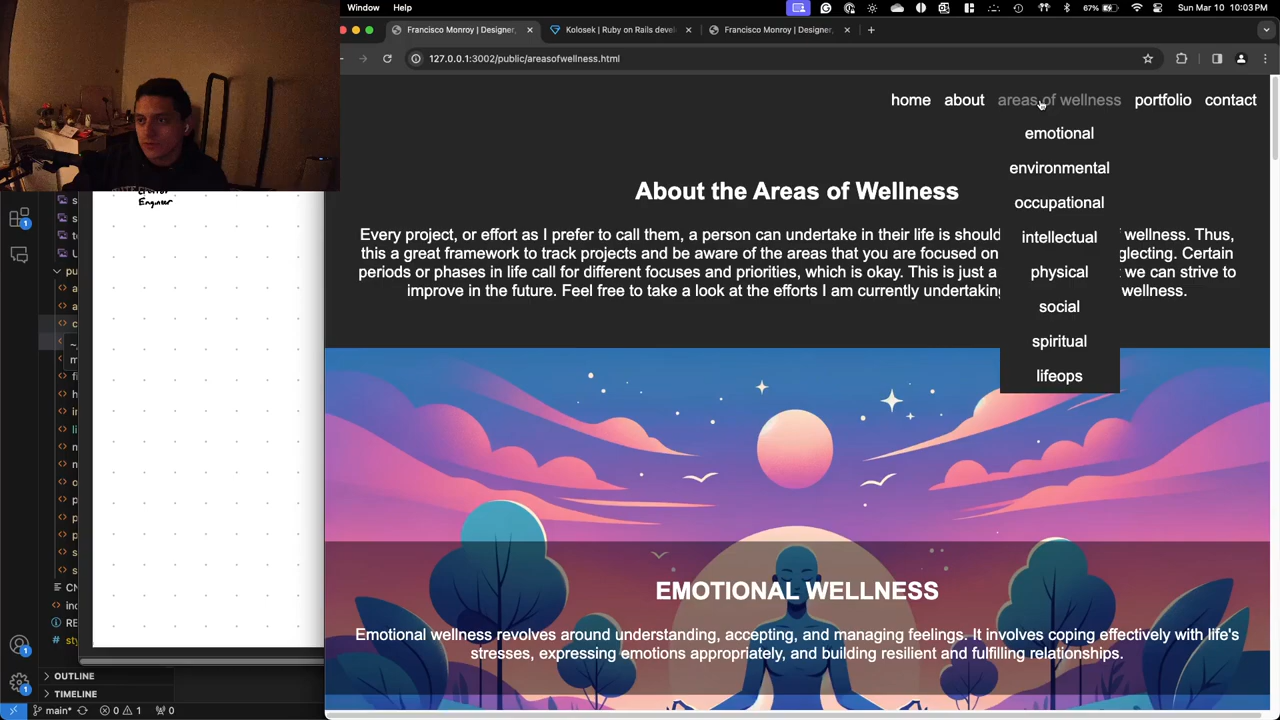 Window Help
67% Sun Mar 10 10:03 PM
Francisco Monroy | Designer,
Kolosek | Ruby on Rails devel
Francisco Monroy | Designer,
127.0.0.1:3002/public/areasofwellness.html
home about areas of wellness portfolio contact
emotional
environmental
occupational
intellectual
physical
social
spiritual
lifeops
About the Areas of Wellness
Every project, or effort as I prefer to call them, a person can undertake in their life is should wellness. Thus,
this a great framework to track projects and be aware of the areas that you are focused on glecting. Certain
periods or phases in life call for different focuses and priorities, which is okay. This is just a we can strive to
improve in the future. Feel free to take a look at the efforts I am currently undertaking wellness.
EMOTIONAL WELLNESS
Emotional wellness revolves around understanding, accepting, and managing feelings. It involves coping effectively with life's
stresses, expressing emotions appropriately, and building resilient and fulfilling relationships.
Engineer
OUTLINE
TIMELINE
main* 0 1 0